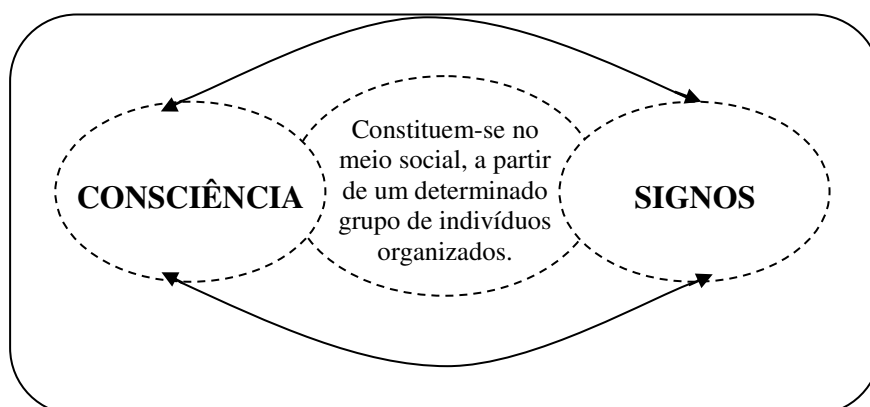 Constituem-se no
meio social, a partir
de um determinado
grupo de indivíduos
organizados.
CONSCIÊNCIA
SIGNOS